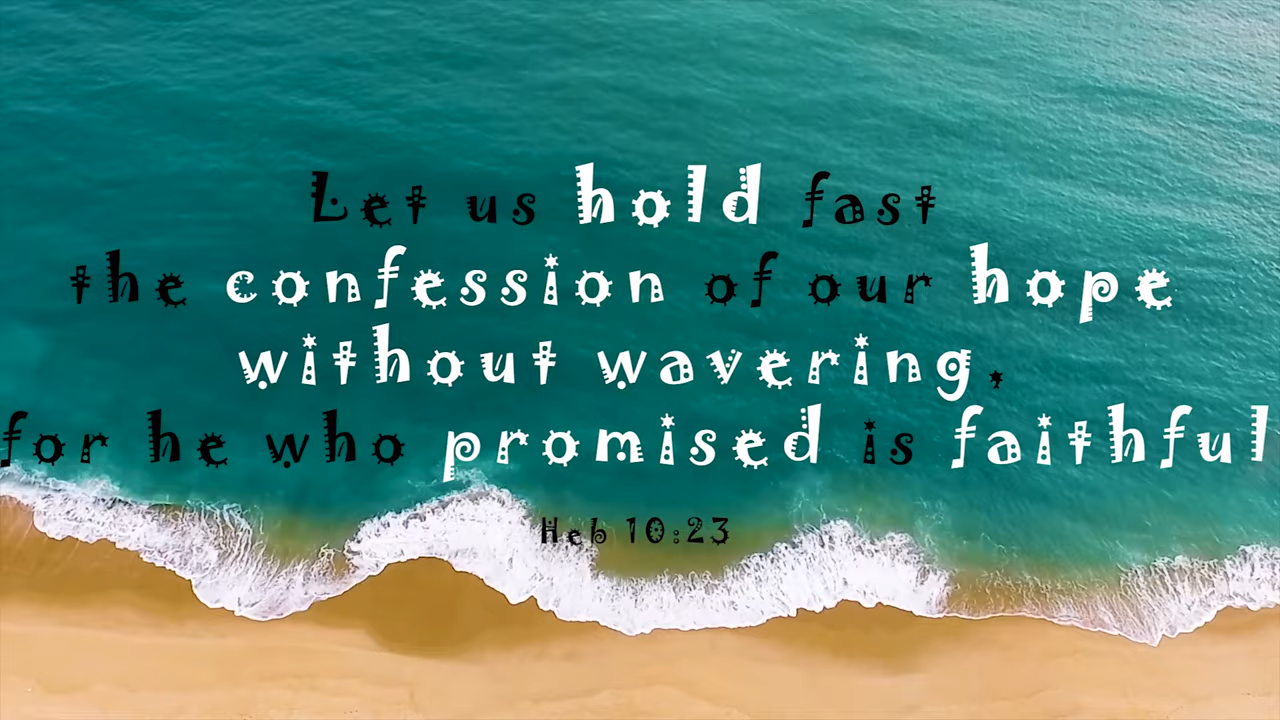 Let us hold fast
the confession of our hope
without wavering,
for he who promised is faithful
Heb 10:23